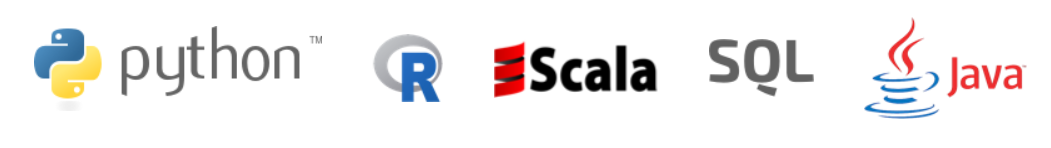 python™
R
Scala
SQL
Java